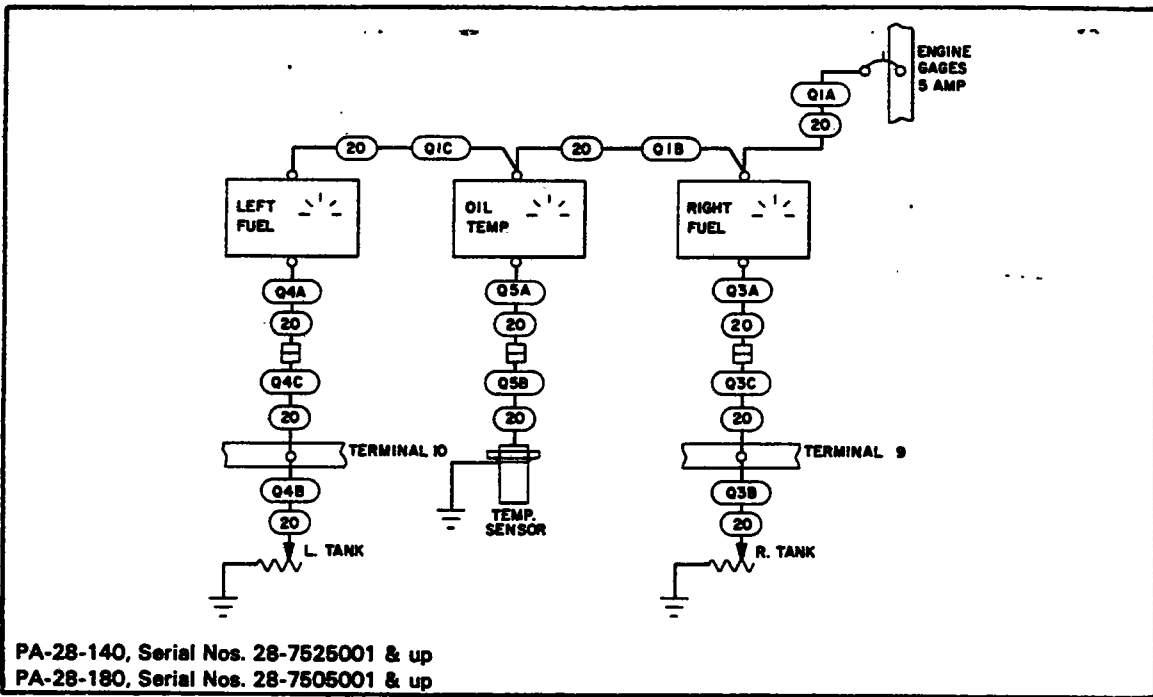 ENGINE
GAGES
5 AMP
Q1A
20
20 Q1C 20 Q1B
LEFT
FUEL
OIL
TEMP.
RIGHT
FUEL
Q4A Q5A Q3A
20 20 20
Q4C Q5B Q3C
20 20 20
TERMINAL 10 TERMINAL 9
Q4B Q3B
20 20
TEMP.
SENSOR
L. TANK R. TANK
PA-28-140, Serial Nos. 28-7525001 & up
PA-28-180, Serial Nos. 28-7505001 & up